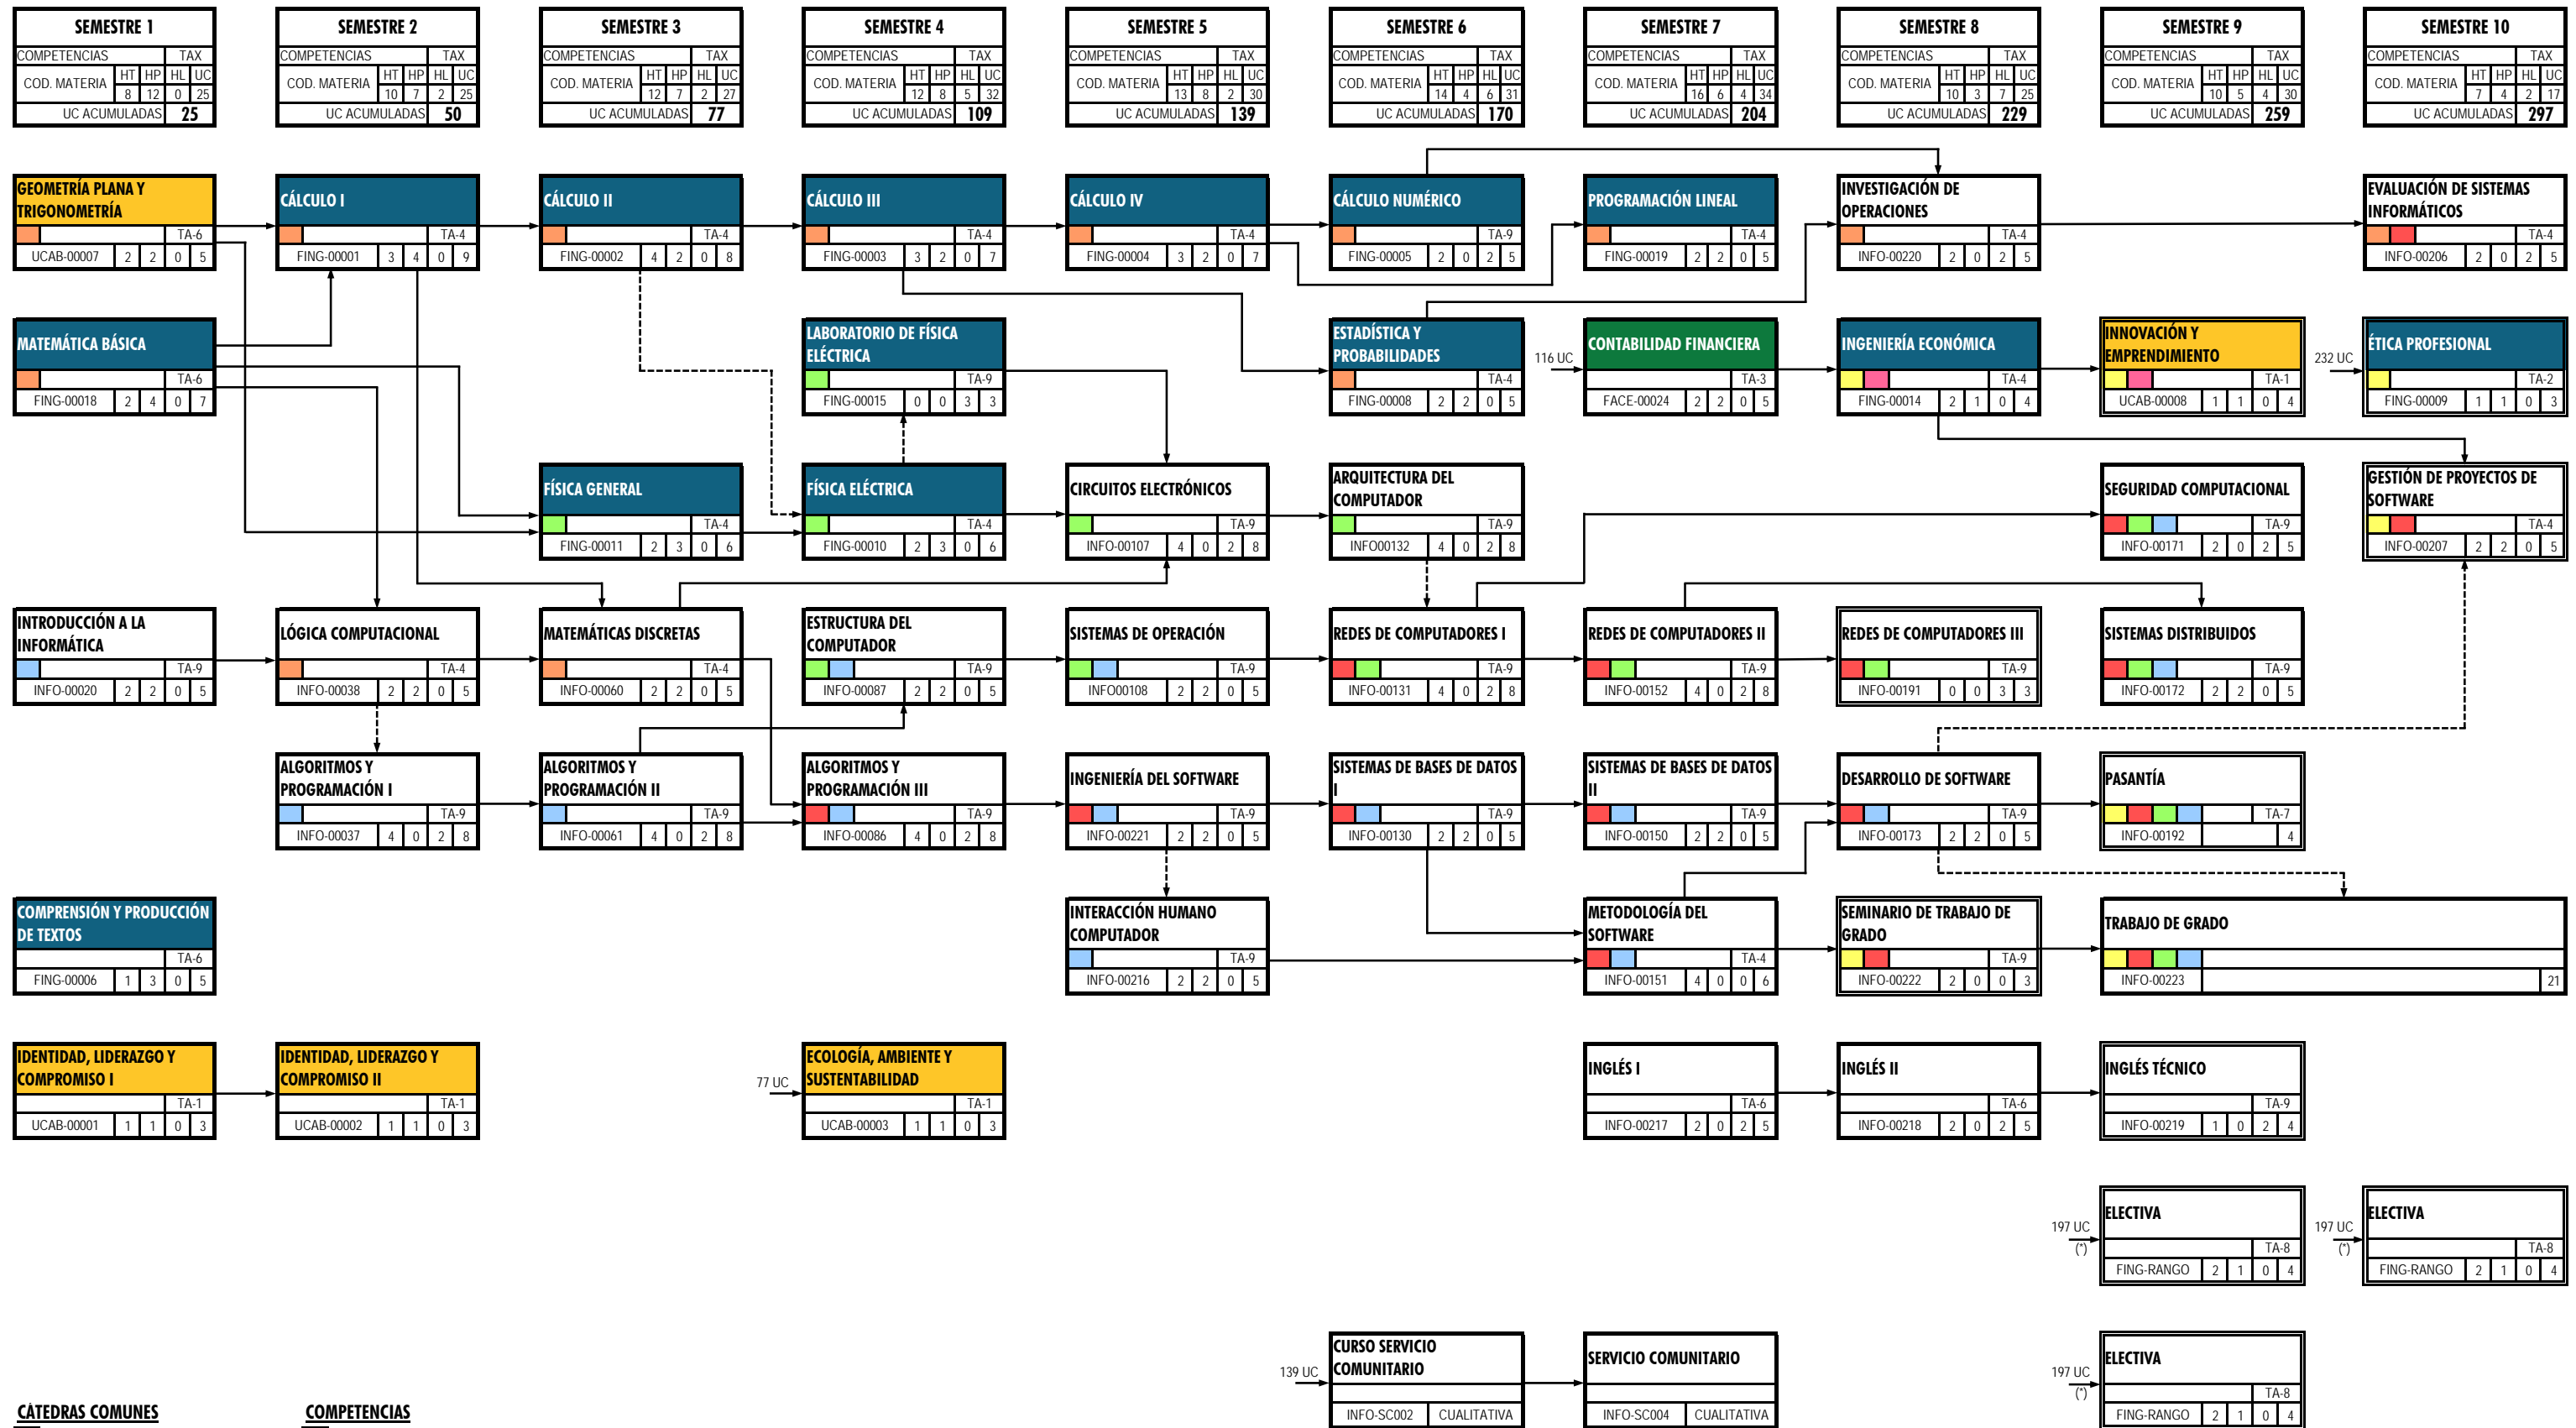 SEMESTRE 1
COMPETENCIAS TAX
COD. MATERIA HT HP HL UC
8 12 0 25
UC ACUMULADAS 25
SEMESTRE 2
COMPETENCIAS TAX
COD. MATERIA HT HP HL UC
10 7 2 25
UC ACUMULADAS 50
SEMESTRE 3
COMPETENCIAS TAX
COD. MATERIA HT HP HL UC
12 7 2 27
UC ACUMULADAS 77
SEMESTRE 4
COMPETENCIAS TAX
COD. MATERIA HT HP HL UC
12 8 5 32
UC ACUMULADAS 109
SEMESTRE 5
COMPETENCIAS TAX
COD. MATERIA HT HP HL UC
13 8 2 30
UC ACUMULADAS 139
SEMESTRE 6
COMPETENCIAS TAX
COD. MATERIA HT HP HL UC
14 4 6 31
UC ACUMULADAS 170
SEMESTRE 7
COMPETENCIAS TAX
COD. MATERIA HT HP HL UC
16 6 4 34
UC ACUMULADAS 204
SEMESTRE 8
COMPETENCIAS TAX
COD. MATERIA HT HP HL UC
10 3 7 25
UC ACUMULADAS 229
SEMESTRE 9
COMPETENCIAS TAX
COD. MATERIA HT HP HL UC
10 5 4 30
UC ACUMULADAS 259
SEMESTRE 10
COMPETENCIAS TAX
COD. MATERIA HT HP HL UC
7 4 2 17
UC ACUMULADAS 297
GEOMETRÍA PLANA Y
TRIGONOMETRÍA
TA-6
UCAB-00007 2 2 0 5
CÁLCULO I
TA-4
FING-00001 3 4 0 9
CÁLCULO II
TA-4
FING-00002 4 2 0 8
CÁLCULO III
TA-4
FING-00003 3 2 0 7
CÁLCULO IV
TA-4
FING-00004 3 2 0 7
CÁLCULO NUMÉRICO
TA-9
FING-00005 2 0 2 5
PROGRAMACIÓN LINEAL
TA-4
FING-00019 2 2 0 5
INVESTIGACIÓN DE
OPERACIONES
TA-4
INFO-00220 2 0 2 5
EVALUACIÓN DE SISTEMAS
INFORMÁTICOS
TA-4
INFO-00206 2 0 2 5
MATEMÁTICA BÁSICA
TA-6
FING-00018 2 4 0 7
LABORATORIO DE FÍSICA
ELÉCTRICA
TA-9
FING-00015 0 0 3 3
ESTADÍSTICA Y
PROBABILIDADES
TA-4
FING-00008 2 2 0 5
116 UC
CONTABILIDAD FINANCIERA
TA-3
FACE-00024 2 2 0 5
INGENIERÍA ECONÓMICA
TA-4
FING-00014 2 1 0 4
INNOVACIÓN Y
EMPRENDIMIENTO
TA-1
UCAB-00008 1 1 0 4
232 UC
ÉTICA PROFESIONAL
TA-2
FING-00009 1 1 0 3
FÍSICA GENERAL
TA-4
FING-00011 2 3 0 6
FÍSICA ELÉCTRICA
TA-4
FING-00010 2 3 0 6
CIRCUITOS ELECTRÓNICOS
TA-9
INFO-00107 4 0 2 8
ARQUITECTURA DEL
COMPUTADOR
TA-9
INFO00132 4 0 2 8
SEGURIDAD COMPUTACIONAL
TA-9
INFO-00171 2 0 2 5
GESTIÓN DE PROYECTOS DE
SOFTWARE
TA-4
INFO-00207 2 2 0 5
INTRODUCCIÓN A LA
INFORMÁTICA
TA-9
INFO-00020 2 2 0 5
LÓGICA COMPUTACIONAL
TA-4
INFO-00038 2 2 0 5
MATEMÁTICAS DISCRETAS
TA-4
INFO-00060 2 2 0 5
ESTRUCTURA DEL
COMPUTADOR
TA-9
INFO-00087 2 2 0 5
SISTEMAS DE OPERACIÓN
TA-9
INFO00108 2 2 0 5
REDES DE COMPUTADORES I
TA-9
INFO-00131 4 0 2 8
REDES DE COMPUTADORES II
TA-9
INFO-00152 4 0 2 8
REDES DE COMPUTADORES III
TA-9
INFO-00191 0 0 3 3
SISTEMAS DISTRIBUIDOS
TA-9
INFO-00172 2 2 0 5
ALGORITMOS Y
PROGRAMACIÓN I
TA-9
INFO-00037 4 0 2 8
ALGORITMOS Y
PROGRAMACIÓN II
TA-9
INFO-00061 4 0 2 8
ALGORITMOS Y
PROGRAMACIÓN III
TA-9
INFO-00086 4 0 2 8
INGENIERÍA DEL SOFTWARE
TA-9
INFO-00221 2 2 0 5
SISTEMAS DE BASES DE DATOS
I
TA-9
INFO-00130 2 2 0 5
SISTEMAS DE BASES DE DATOS
II
TA-9
INFO-00150 2 2 0 5
DESARROLLO DE SOFTWARE
TA-9
INFO-00173 2 2 0 5
PASANTÍA
TA-7
INFO-00192 4
COMPRENSIÓN Y PRODUCCIÓN
DE TEXTOS
TA-6
FING-00006 1 3 0 5
INTERACCIÓN HUMANO
COMPUTADOR
TA-9
INFO-00216 2 2 0 5
METODOLOGÍA DEL
SOFTWARE
TA-4
INFO-00151 4 0 0 6
SEMINARIO DE TRABAJO DE
GRADO
TA-9
INFO-00222 2 0 0 3
TRABAJO DE GRADO
INFO-00223 21
IDENTIDAD, LIDERAZGO Y
COMPROMISO I
TA-1
UCAB-00001 1 1 0 3
IDENTIDAD, LIDERAZGO Y
COMPROMISO II
TA-1
UCAB-00002 1 1 0 3
77 UC
ECOLOGÍA, AMBIENTE Y
SUSTENTABILIDAD
TA-1
UCAB-00003 1 1 0 3
INGLÉS I
TA-6
INFO-00217 2 0 2 5
INGLÉS II
TA-6
INFO-00218 2 0 2 5
INGLÉS TÉCNICO
TA-9
INFO-00219 1 0 2 4
197 UC
(*)
ELECTIVA
TA-8
FING-RANGO 2 1 0 4
197 UC
(*)
ELECTIVA
TA-8
FING-RANGO 2 1 0 4
139 UC
CURSO SERVICIO
COMUNITARIO
INFO-SC002 CUALITATIVA
SERVICIO COMUNITARIO
INFO-SC004 CUALITATIVA
197 UC
(*)
ELECTIVA
TA-8
FING-RANGO 2 1 0 4
CÁTEDRAS COMUNES
COMPETENCIAS